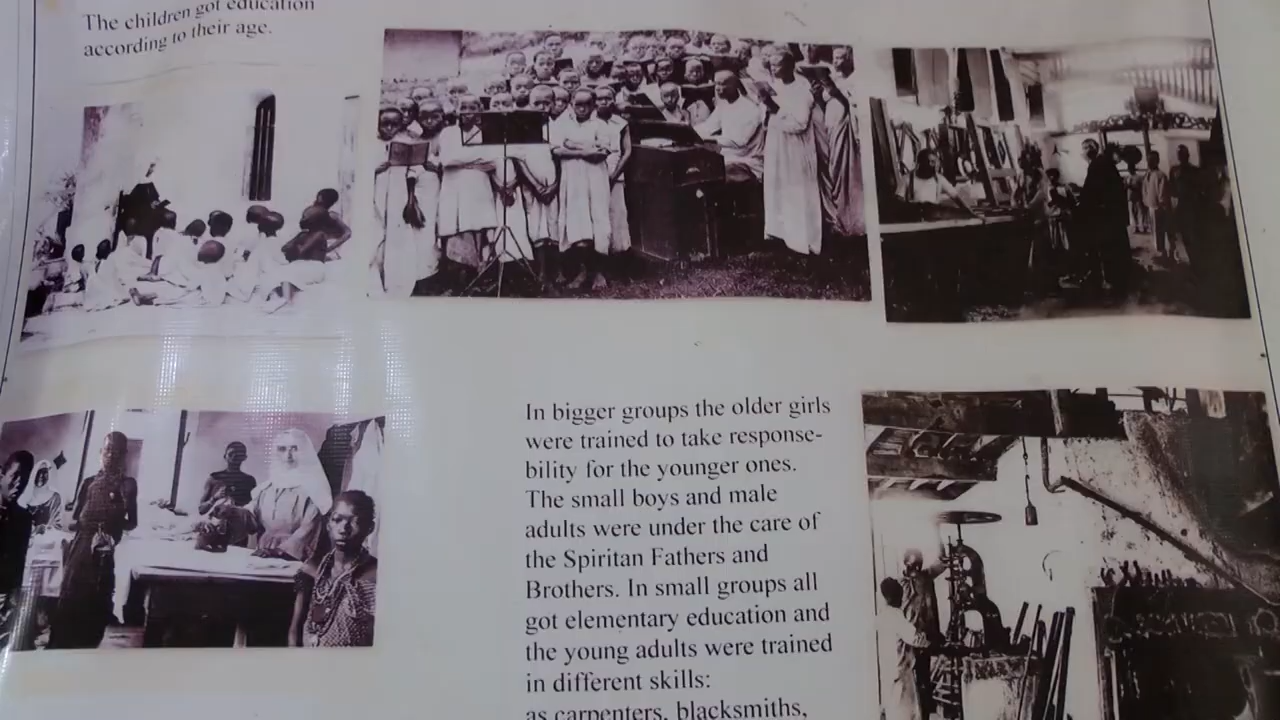 The children got education
according to their age.
In bigger groups the older girls
were trained to take response-
bility for the younger ones.
The small boys and male
adults were under the care of
the Spiritan Fathers and
Brothers. In small groups all
got elementary education and
the young adults were trained
in different skills:
as carpenters, blacksmiths,